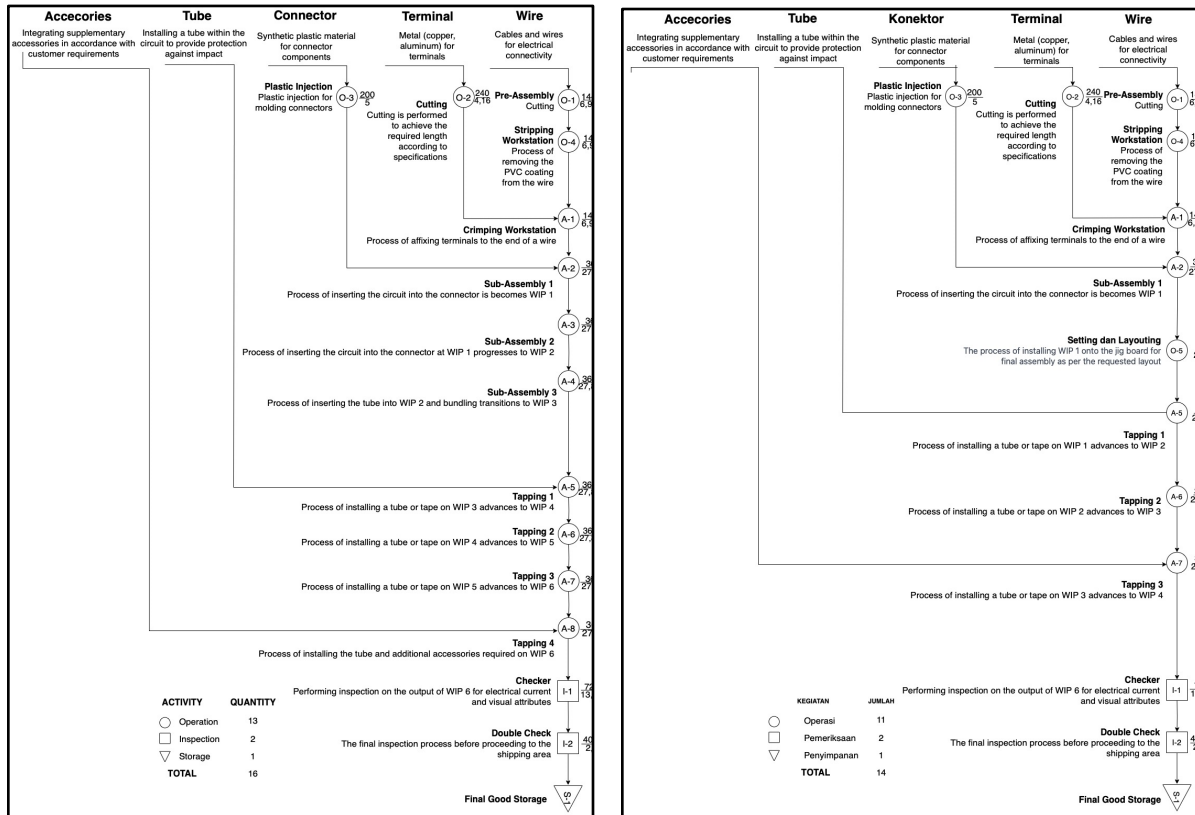 Accecories
Integrating supplementary
accessories in accordance with
customer requirements
Tube
Installing a tube within the
circuit to provide protection
against impact
Connector
Synthetic plastic material
for connector
components
Terminal
Metal (copper,
aluminum) for
terminals
Wire
Cables and wires
for electrical
connectivity
Plastic Injection
Plastic injection for
molding connectors
O-3
200
5
Cutting
Cutting is performed
to achieve the
required length
according to
specifications
O-2
240
4,16
Pre-Assembly
Cutting
O-1
Stripping
Workstation
Process of
removing the
PVC coating
from the wire
O-4
A-1
Crimping Workstation
Process of affixing terminals to the end of a wire
A-2
Sub-Assembly 1
Process of inserting the circuit into the connector is becomes WIP 1
A-3
Sub-Assembly 2
Process of inserting the circuit into the connector at WIP 1 progresses to WIP 2
A-4
Sub-Assembly 3
Process of inserting the tube into WIP 2 and bundling transitions to WIP 3
A-5
Tapping 1
Process of installing a tube or tape on WIP 3 advances to WIP 4
A-6
Tapping 2
Process of installing a tube or tape on WIP 4 advances to WIP 5
A-7
Tapping 3
Process of installing a tube or tape on WIP 5 advances to WIP 6
A-8
Tapping 4
Process of installing the tube and additional accessories required on WIP 6
Checker
Performing inspection on the output of WIP 6 for electrical current
and visual attributes
I-1
Double Check
The final inspection process before proceeding to the
shipping area
I-2
Final Good Storage
S-1
ACTIVITY QUANTITY
Operation 13
Inspection 2
Storage 1
TOTAL 16
Accecories
Integrating supplementary
accessories in accordance with
customer requirements
Tube
Installing a tube within the
circuit to provide protection
against impact
Konektor
Synthetic plastic material
for connector
components
Terminal
Metal (copper,
aluminum) for
terminals
Wire
Cables and wires
for electrical
connectivity
Plastic Injection
Plastic injection for
molding connectors
O-3
200
5
Cutting
Cutting is performed
to achieve the
required length
according to
specifications
O-2
240
4,16
Pre-Assembly
Cutting
O-1
Stripping
Workstation
Process of
removing the
PVC coating
from the wire
O-4
A-1
Crimping Workstation
Process of affixing terminals to the end of a wire
A-2
Sub-Assembly 1
Process of inserting the circuit into the connector is becomes WIP 1
Setting dan Layouting
The process of installing WIP 1 onto the jig board for
final assembly as per the requested layout
O-5
A-5
Tapping 1
Process of installing a tube or tape on WIP 1 advances to WIP 2
A-6
Tapping 2
Process of installing a tube or tape on WIP 2 advances to WIP 3
A-7
Tapping 3
Process of installing a tube or tape on WIP 3 advances to WIP 4
Checker
Performing inspection on the output of WIP 6 for electrical current
and visual attributes
I-1
Double Check
The final inspection process before proceeding to the
shipping area
I-2
Final Good Storage
S-1
KEGIATAN JUMLAH
Operasi 11
Pemeriksaan 2
Penyimpanan 1
TOTAL 14